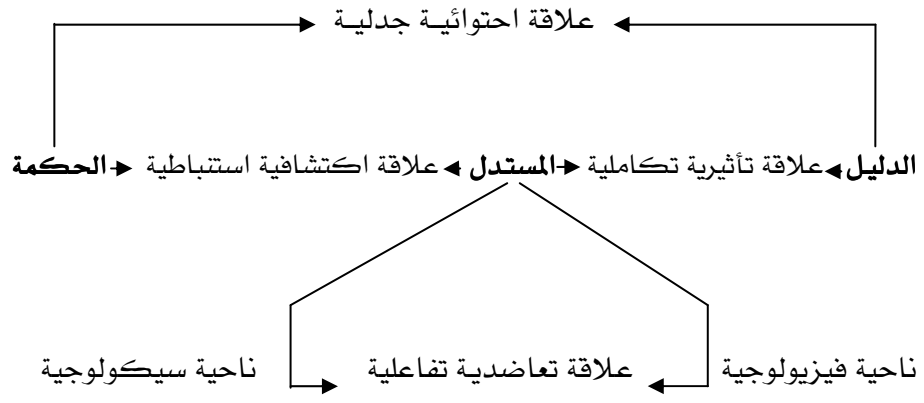 علاقة احتوائية جدلية
الدليل علاقة تأثيرية تكاملية المستدل علاقة اكتشافية استنباطية الحكمة
ناحية فيزيولوجية علاقة تعاضدية تفاعلية ناحية سيكولوجية